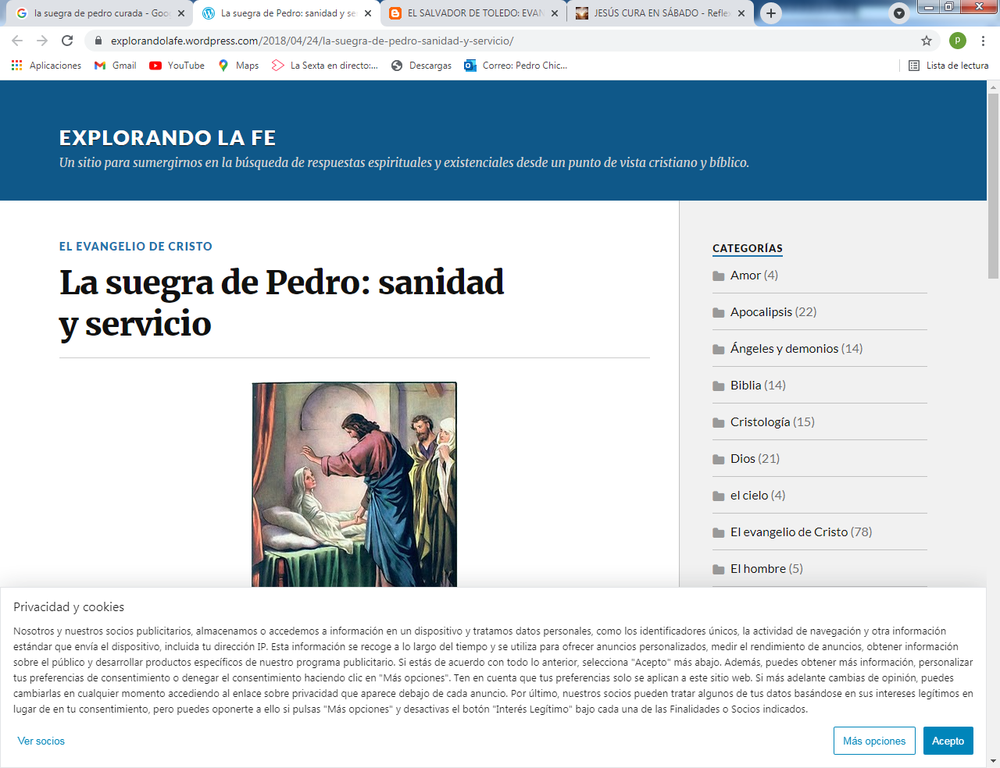 la suegra de pedro curada - Goo
La suegra de Pedro: sanidad y se
EL SALVADOR DE TOLEDO: EVAN
JESÚS CURA EN SÁBADO - Refle
explorandolafe.wordpress.com/2018/04/24/la-suegra-de-pedro-sanidad-y-servicio/
p
Aplicaciones
Gmail
YouTube
Maps
La Sexta en directo:...
Descargas
Correo: Pedro Chic...
Lista de lectura
EXPLORANDO LA FE
Un sitio para sumergirnos en la búsqueda de respuestas espirituales y existenciales desde un punto de vista cristiano y bíblico.
EL EVANGELIO DE CRISTO
La suegra de Pedro: sanidad
y servicio
CATEGORÍAS
Amor (4)
Apocalipsis (22)
Ángeles y demonios (14)
Biblia (14)
Cristología (15)
Dios (21)
el cielo (4)
El evangelio de Cristo (78)
El hombre (5)
Privacidad y cookies
Nosotros y nuestros socios publicitarios, almacenamos o accedemos a información en un dispositivo y tratamos datos personales, como los identificadores únicos, la actividad de navegación y otra información
estándar que envía el dispositivo, incluida tu dirección IP. Esta información se recoge a lo largo del tiempo y se utiliza para ofrecer anuncios personalizados, medir el rendimiento de anuncios, obtener información
sobre el público y desarrollar productos específicos de nuestro programa publicitario. Si estás de acuerdo con todo lo anterior, selecciona "Acepto" más abajo. Además, puedes obtener más información, personalizar
tus preferencias de consentimiento o denegar el consentimiento haciendo clic en "Más opciones". Ten en cuenta que tus preferencias solo se aplican a este sitio web. Si más adelante cambias de opinión, puedes
cambiarlas en cualquier momento accediendo al enlace sobre privacidad que aparece debajo de cada anuncio. Por último, nuestros socios pueden tratar algunos de tus datos basándose en sus intereses legítimos en
lugar de en tu consentimiento, pero puedes oponerte a ello si pulsas "Más opciones" y desactivas el botón "Interés Legítimo" bajo cada una de las Finalidades o Socios indicados.
Ver socios
Más opciones
Acepto